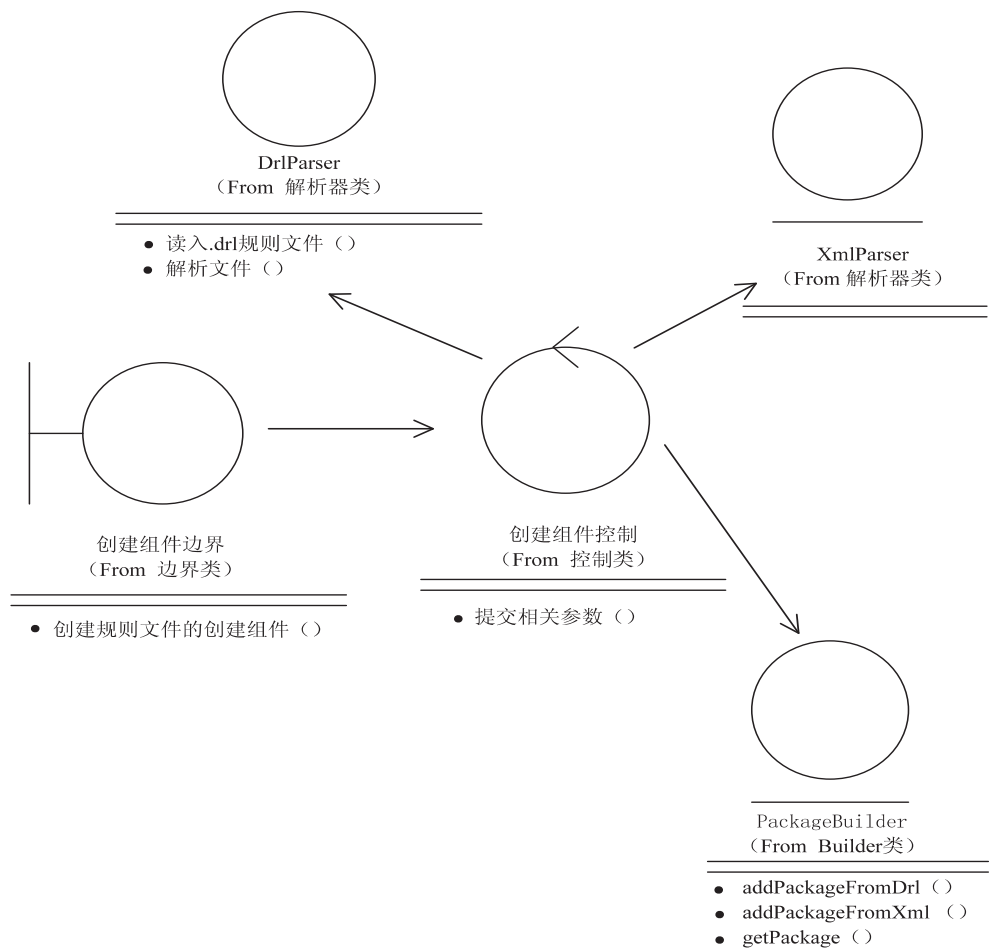 DrlParser
（From 解析器类）
• 读入.drl规则文件（）
• 解析文件（）
XmlParser
（From 解析器类）
创建组件边界
（From 边界类）
• 创建规则文件的创建组件（）
创建组件控制
（From 控制类）
• 提交相关参数（）
PackageBuilder
（From Builder类）
• addPackageFromDrl（）
• addPackageFromXml（）
• getPackage（）